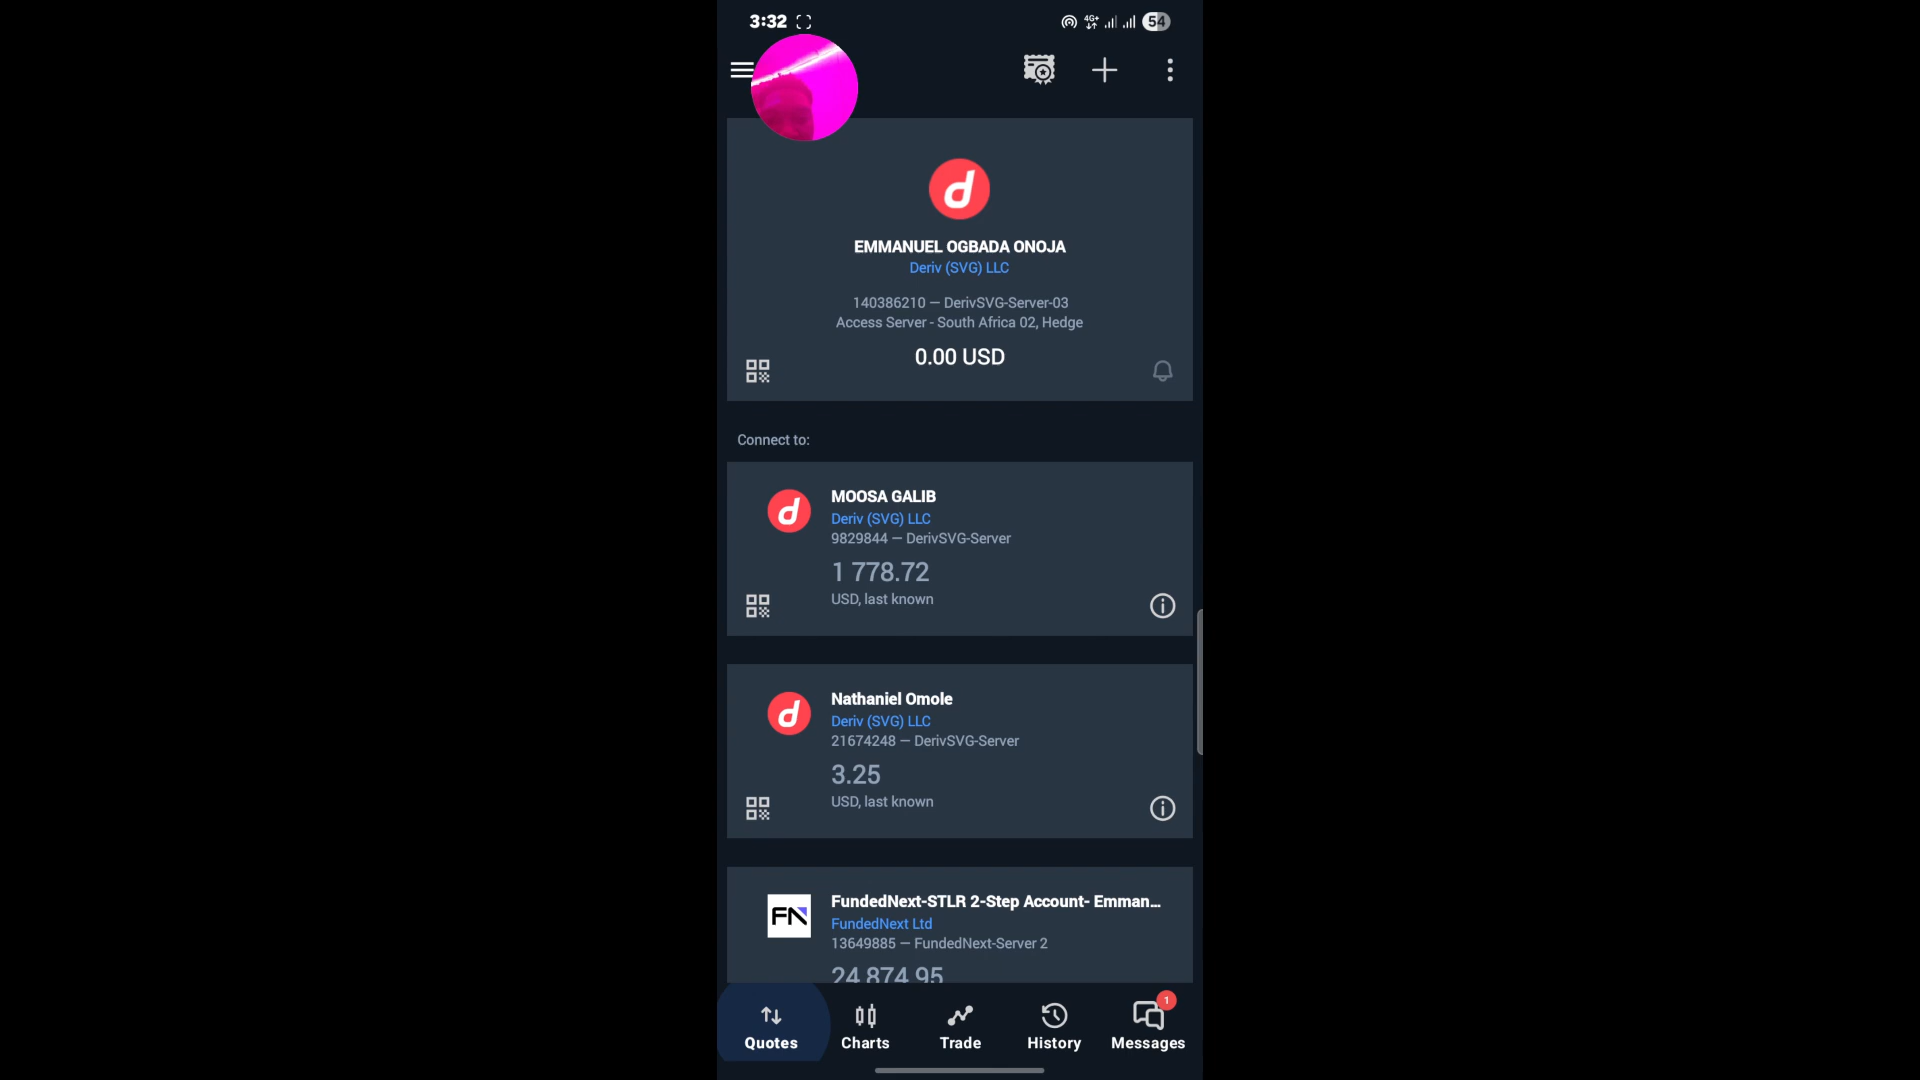 3:32
4G+
54
EMMANUEL OGBADA ONOJA
Deriv (SVG) LLC
140386210 — DerivSVG-Server-03
Access Server - South Africa 02, Hedge
0.00 USD
Connect to:
MOOSA GALIB
Deriv (SVG) LLC
9829844 — DerivSVG-Server
1 778.72
USD, last known
Nathaniel Omole
Deriv (SVG) LLC
21674248 — DerivSVG-Server
3.25
USD, last known
FN
FundedNext-STLR 2-Step Account- Emman...
FundedNext Ltd
13649885 — FundedNext-Server 2
24 874.95
1
Quotes
Charts
Trade
History
Messages